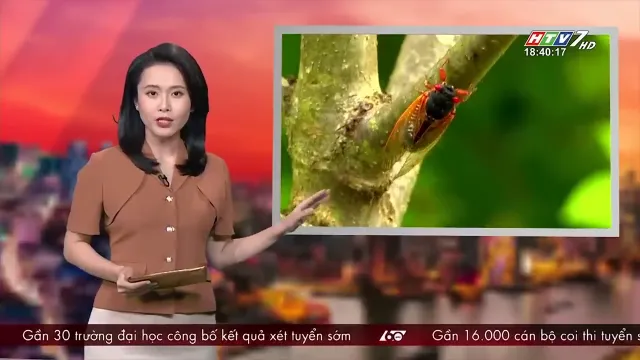 HTV7 HD
18:40:17
Gần 30 trường đại học công bố kết quả xét tuyển sớm
60
Gần 16.000 cán bộ coi thi tuyển s